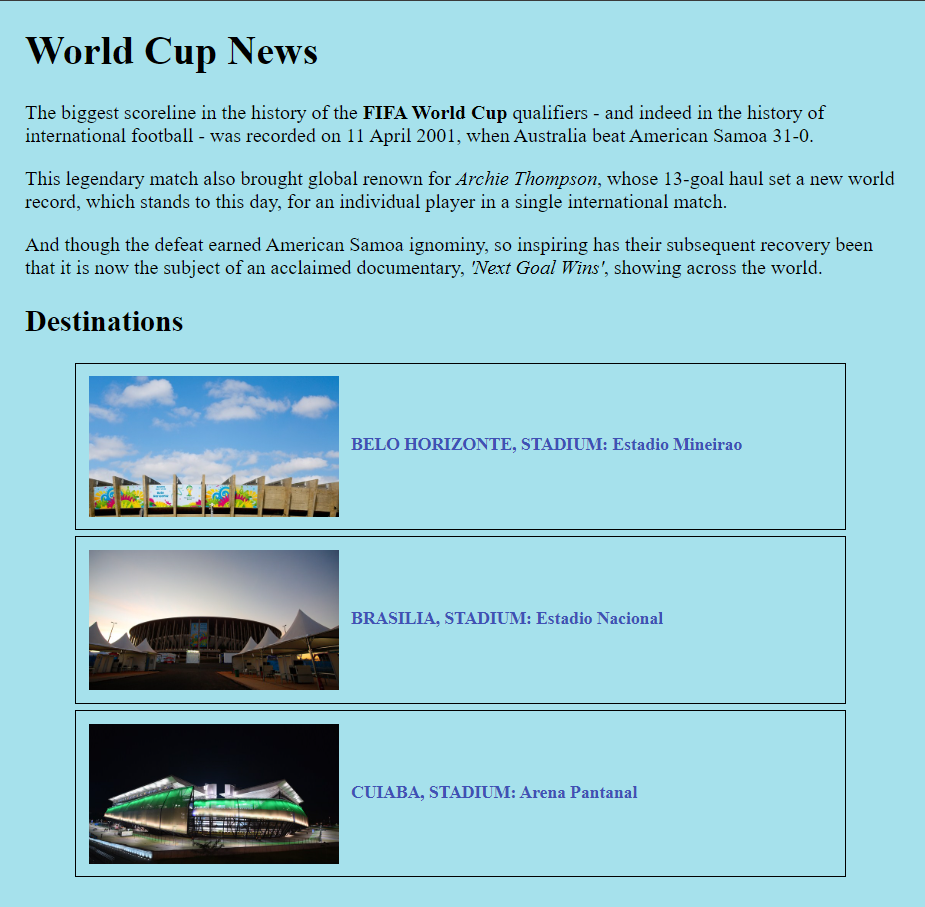 World Cup News
The biggest scoreline in the history of the FIFA World Cup qualifiers - and indeed in the history of
international football - was recorded on 11 April 2001, when Australia beat American Samoa 31-0.
This legendary match also brought global renown for Archie Thompson, whose 13-goal haul set a new world
record, which stands to this day, for an individual player in a single international match.
And though the defeat earned American Samoa ignominy, so inspiring has their subsequent recovery been
that it is now the subject of an acclaimed documentary, 'Next Goal Wins', showing across the world.
Destinations
BELO HORIZONTE, STADIUM: Estadio Mineirao
BRASILIA, STADIUM: Estadio Nacional
CUIABA, STADIUM: Arena Pantanal